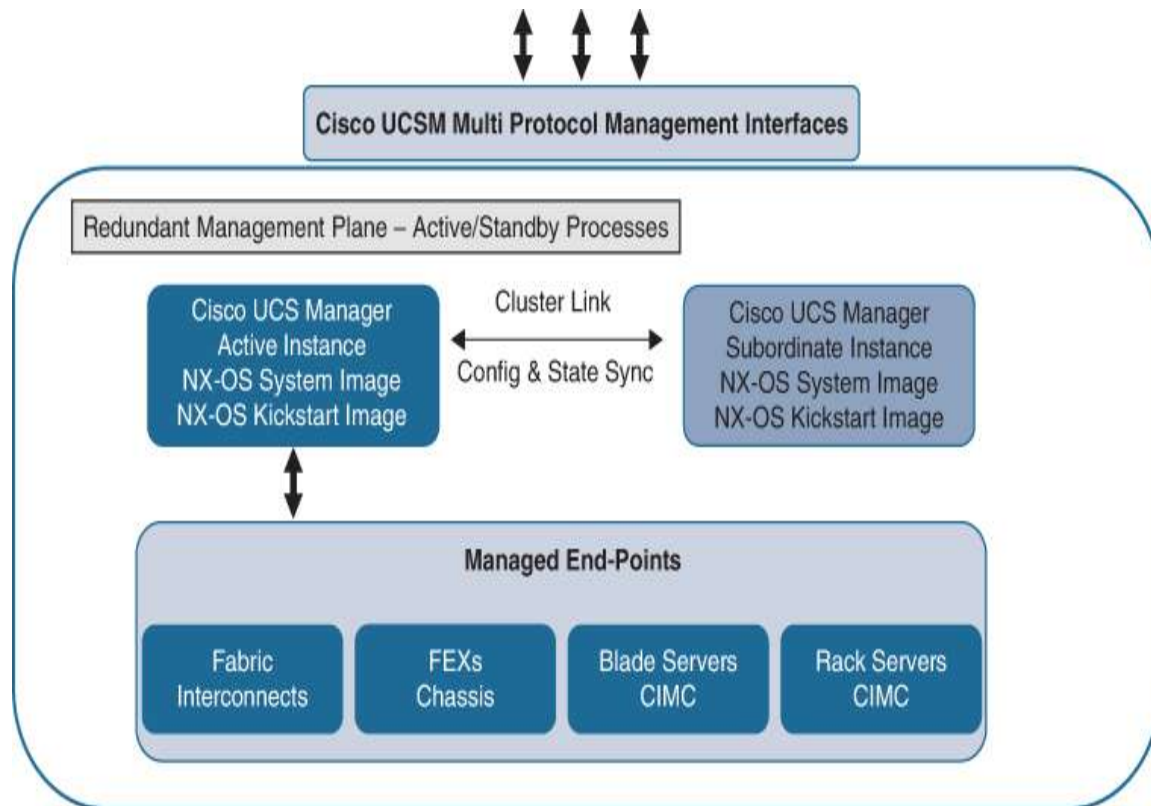 Cisco UCSM Multi Protocol Management Interfaces
Redundant Management Plane – Active/Standby Processes
Cisco UCS Manager
Active Instance
NX-OS System Image
NX-OS Kickstart Image
Cluster Link
Config & State Sync
Cisco UCS Manager
Subordinate Instance
NX-OS System Image
NX-OS Kickstart Image
Managed End-Points
Fabric
Interconnects
FEXs
Chassis
Blade Servers
CIMC
Rack Servers
CIMC